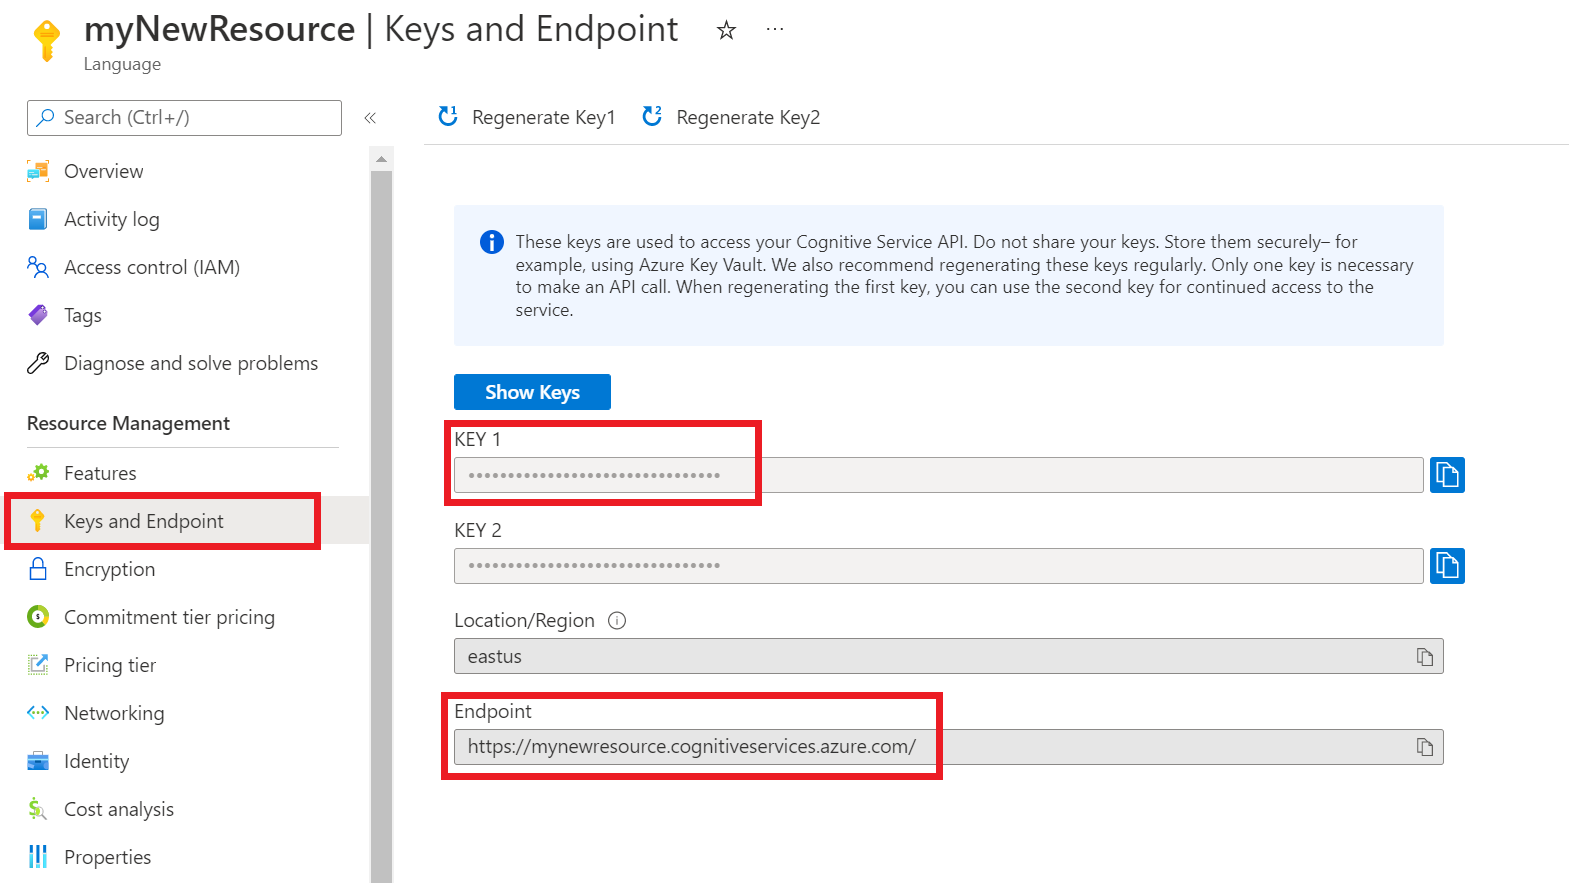 myNewResource | Keys and Endpoint ☆ ···
Language
Search (Ctrl+/) «
Overview
Activity log
Access control (IAM)
Tags
Diagnose and solve problems
Resource Management
Features
Keys and Endpoint
Encryption
Commitment tier pricing
Pricing tier
Networking
Identity
Cost analysis
Properties
Regenerate Key1 Regenerate Key2
These keys are used to access your Cognitive Service API. Do not share your keys. Store them securely– for
example, using Azure Key Vault. We also recommend regenerating these keys regularly. Only one key is necessary
to make an API call. When regenerating the first key, you can use the second key for continued access to the
service.
Show Keys
KEY 1
••••••••••••••••••••••••••••••••
KEY 2
••••••••••••••••••••••••••••••••
Location/Region
eastus
Endpoint
https://mynewresource.cognitiveservices.azure.com/